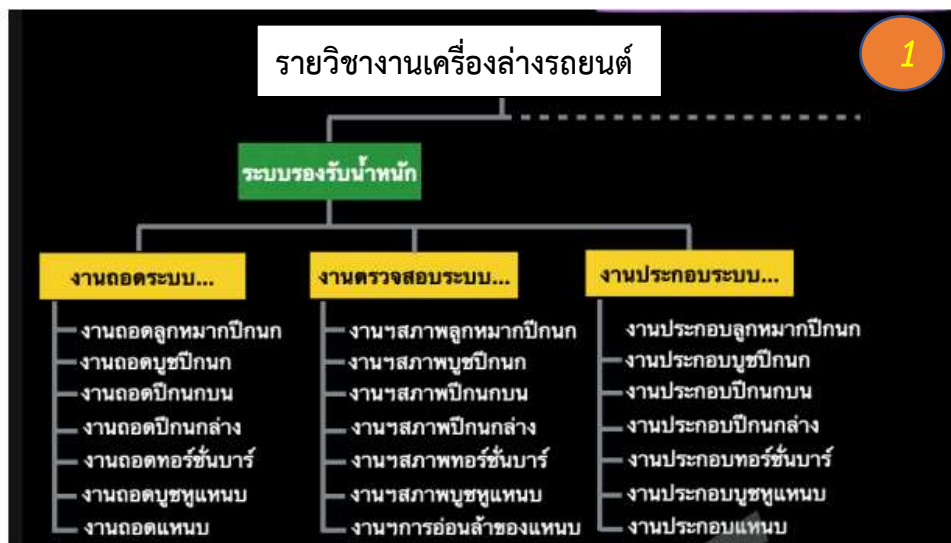 รายวิชางานเครื่องล่างรถยนต์
1
ระบบรองรับน้ำหนัก
งานถอดระบบ...
งานถอดลูกหมากปีกนก
งานถอดบูชปีกนก
งานถอดปีกนกบน
งานถอดปีกนกล่าง
งานถอดทอร์ชั่นบาร์
งานถอดบูชหูแหนบ
งานถอดแหนบ
งานตรวจสอบระบบ...
งานฯสภาพลูกหมากปีกนก
งานฯสภาพบูชปีกนก
งานฯสภาพปีกนกบน
งานฯสภาพปีกนกล่าง
งานฯสภาพทอร์ชั่นบาร์
งานฯสภาพบูชหูแหนบ
งานฯการอ่อนล้าของแหนบ
งานประกอบระบบ...
งานประกอบลูกหมากปีกนก
งานประกอบบูชปีกนก
งานประกอบปีกนกบน
งานประกอบปีกนกล่าง
งานประกอบทอร์ชั่นบาร์
งานประกอบบูชหูแหนบ
งานประกอบแหนบ